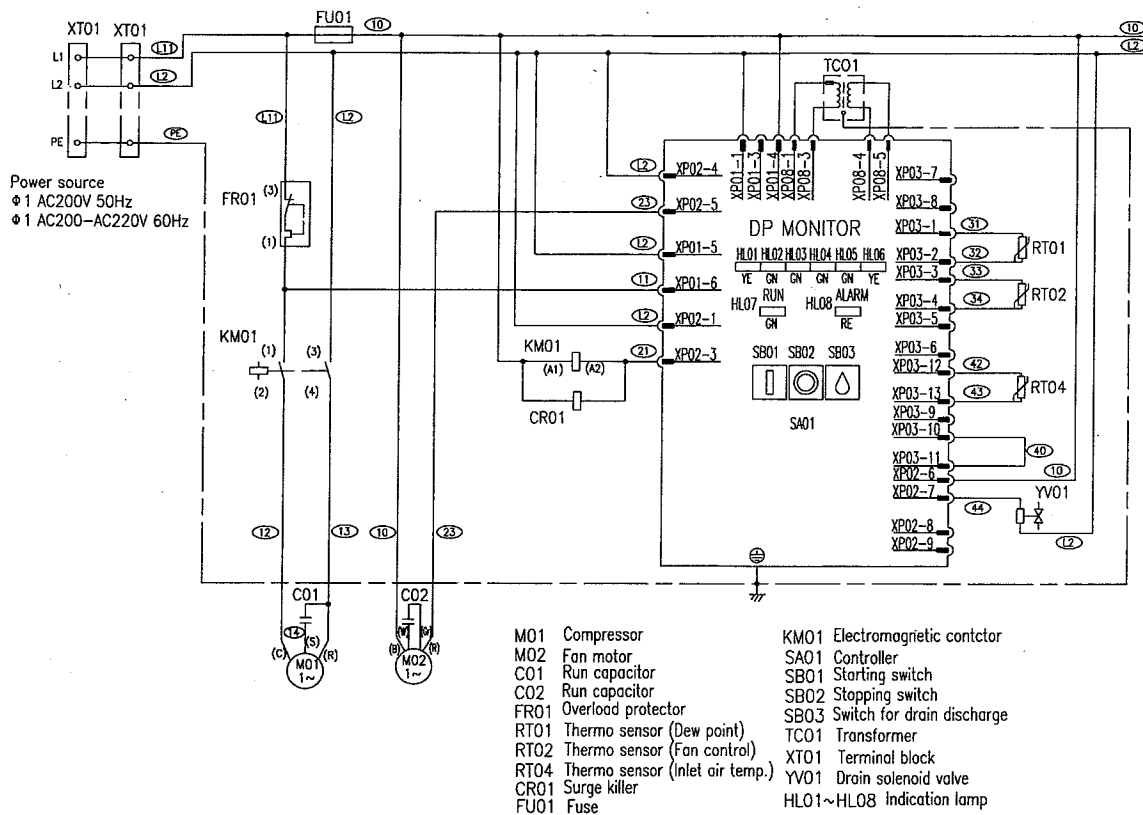 FU01
10
10
XT01 XT01
L11
L2
L2
L1
L2
TC01
L11
L2
PE
PE
Power source
Φ1 AC200V 50Hz
Φ1 AC200-AC220V 60Hz
FR01
(3)
(1)
XP01-1
XP01-3
XP01-4
XP08-1
XP08-3
XP08-4
XP08-5
L2 XP02-4
23 XP02-5
L2 XP01-5
11 XP01-6
L2 XP02-1
21 XP02-3
DP MONITOR
HL01 HL02 HL03 HL04 HL05 HL06
YE GN GN GN GN YE
HL07 RUN HL08 ALARM
GN RE
SB01 SB02 SB03
SA01
XP03-7
XP03-8
XP03-1 31
XP03-2 32 RT01
XP03-3 33
XP03-4 34 RT02
XP03-5
XP03-6
XP03-12 42
XP03-13 43 RT04
XP03-9
XP03-10
XP03-11 40
XP02-6 10
XP02-7 44 YV01
L2
XP02-8
XP02-9
KM01 (1) (3)
(2) (4)
KM01
(A1) (A2)
CR01
12 13 10 23
C01 C02
14 (S)
(C) (R)
M01
1~
(B) (W) (R)
M02
1~
M01 Compressor
M02 Fan motor
C01 Run capacitor
C02 Run capacitor
FR01 Overload protector
RT01 Thermo sensor (Dew point)
RT02 Thermo sensor (Fan control)
RT04 Thermo sensor (Inlet air temp.)
CR01 Surge killer
FU01 Fuse
KM01 Electromagnetic contctor
SA01 Controller
SB01 Starting switch
SB02 Stopping switch
SB03 Switch for drain discharge
TC01 Transformer
XT01 Terminal block
YV01 Drain solenoid valve
HL01~HL08 Indication lamp